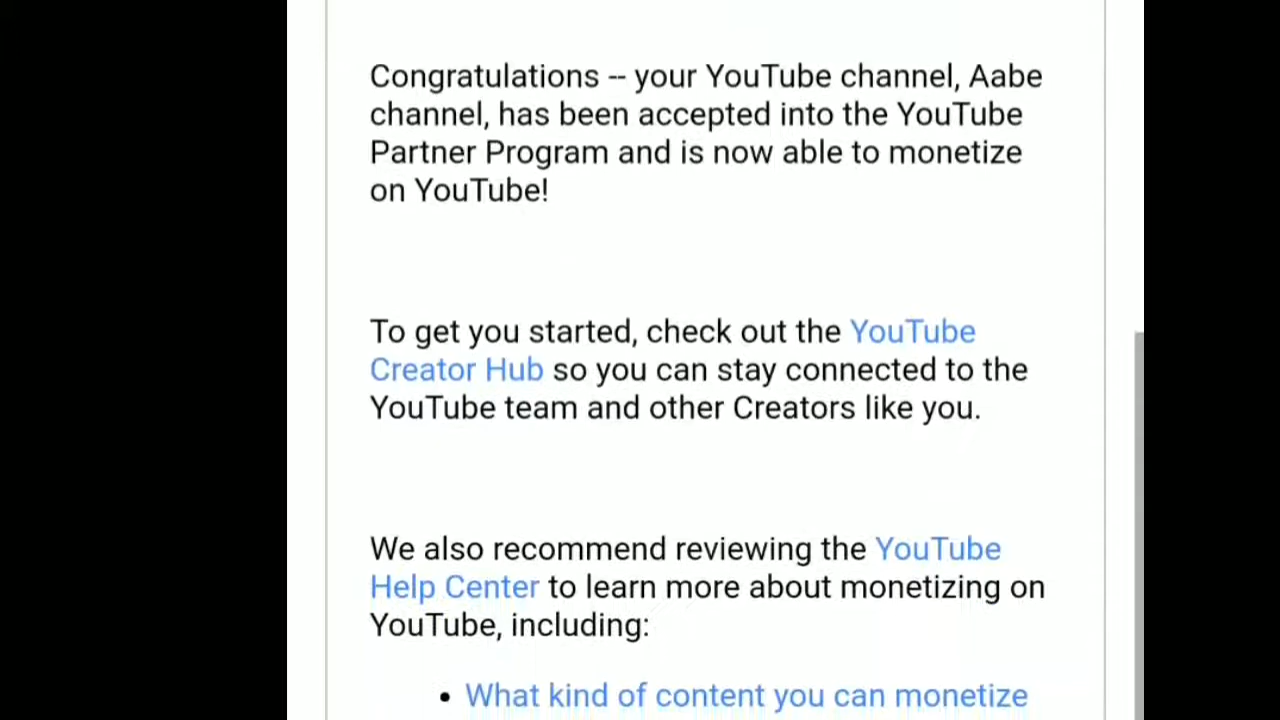 Congratulations -- your YouTube channel, Aabe
channel, has been accepted into the YouTube
Partner Program and is now able to monetize
on YouTube!
To get you started, check out the YouTube
Creator Hub so you can stay connected to the
YouTube team and other Creators like you.
We also recommend reviewing the YouTube
Help Center to learn more about monetizing on
YouTube, including:
• What kind of content you can monetize